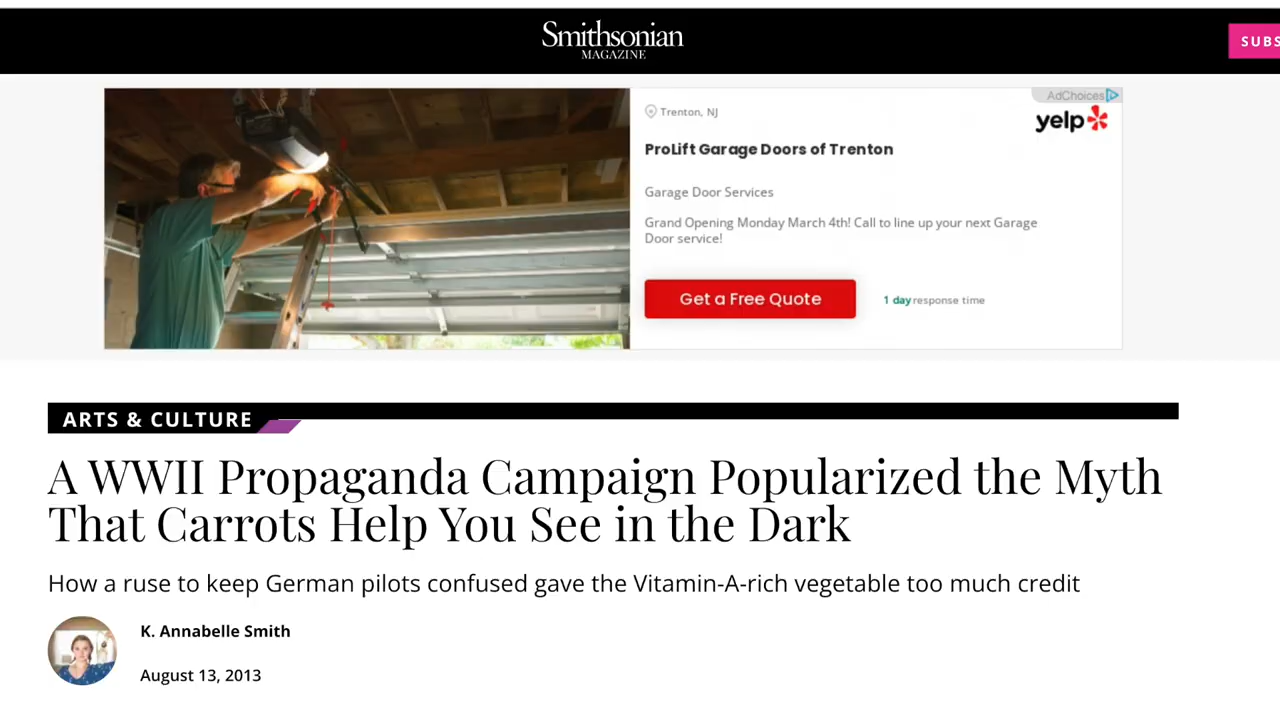 Smithsonian
MAGAZINE
SUBS
AdChoices
Trenton, NJ
yelp
ProLift Garage Doors of Trenton
Garage Door Services
Grand Opening Monday March 4th! Call to line up your next Garage
Door service!
Get a Free Quote
1 day response time
ARTS & CULTURE
A WWII Propaganda Campaign Popularized the Myth
That Carrots Help You See in the Dark
How a ruse to keep German pilots confused gave the Vitamin-A-rich vegetable too much credit
K. Annabelle Smith
August 13, 2013